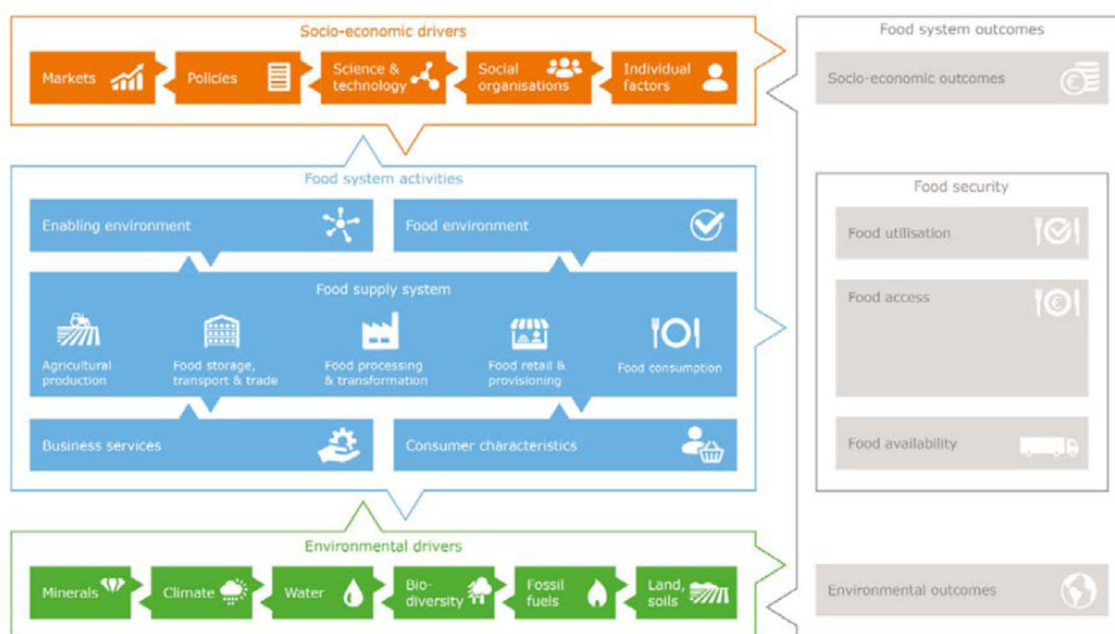 Socio-economic drivers
Markets
Policies
Science &
technology
Social
organisations
Individual
factors
Food system outcomes
Socio-economic outcomes
Food system activities
Enabling environment
Food environment
Food supply system
Agricultural
production
Food storage,
transport & trade
Food processing
& transformation
Food retail &
provisioning
Food consumption
Business services
Consumer characteristics
Food security
Food utilisation
Food access
Food availability
Environmental drivers
Minerals
Climate
Water
Bio-
diversity
Fossil
fuels
Land,
soils
Environmental outcomes